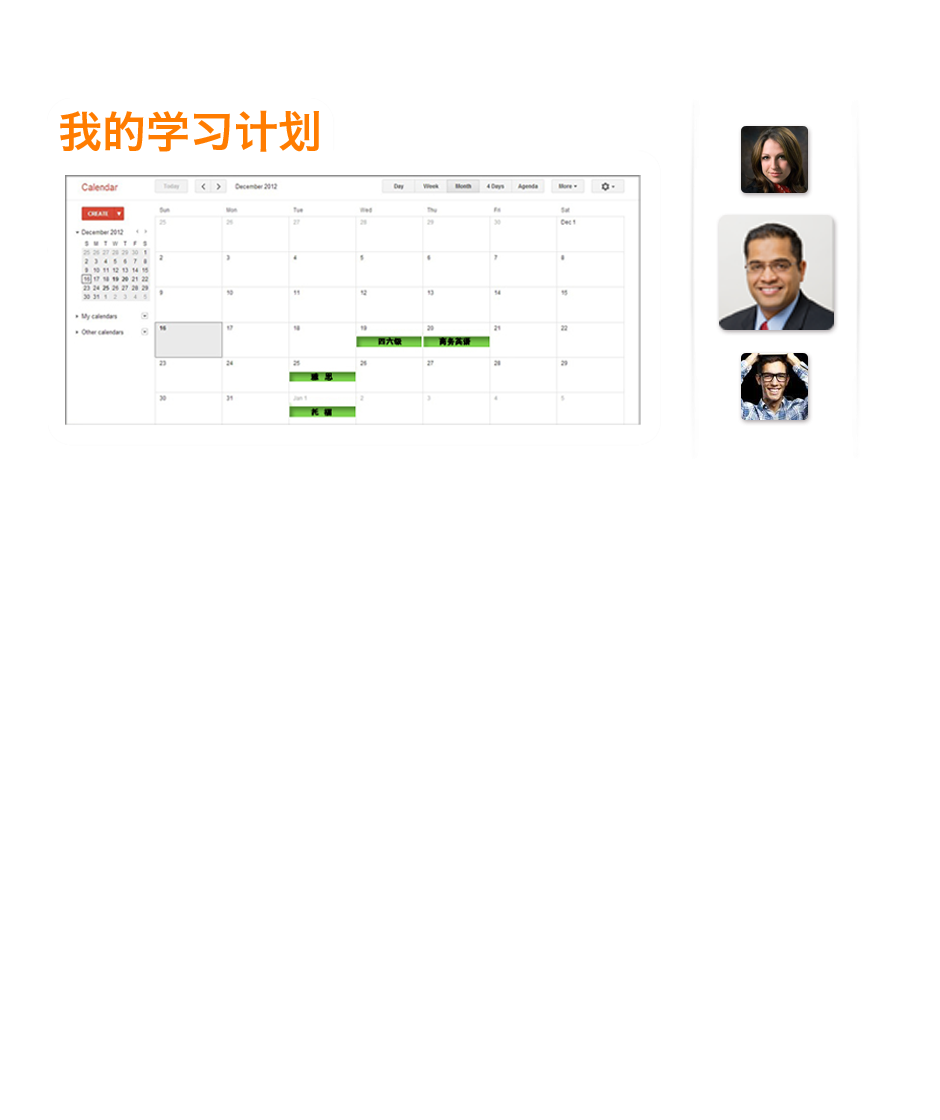 我的学习计划
Calendar
Today
December 2012
Day Week Month 4 Days Agenda
More
CREATE
Sun Mon Tue Wed Thu Fri Sat
25 26 27 28 29 30 Dec 1
December 2012
S M T W T F S
25 26 27 28 29 30 1
2 3 4 5 6 7 8
9 10 11 12 13 14 15
16 17 18 19 20 21 22
23 24 25 26 27 28 29
30 31 1 2 3 4 5
My calendars
Other calendars
2 3 4 5 6 7 8
9 10 11 12 13 14 15
16 17 18 19 20 21 22
四六级 商务英语
23 24 25 26 27 28 29
雅 思
30 31 Jan 1 2 3 4 5
托 福